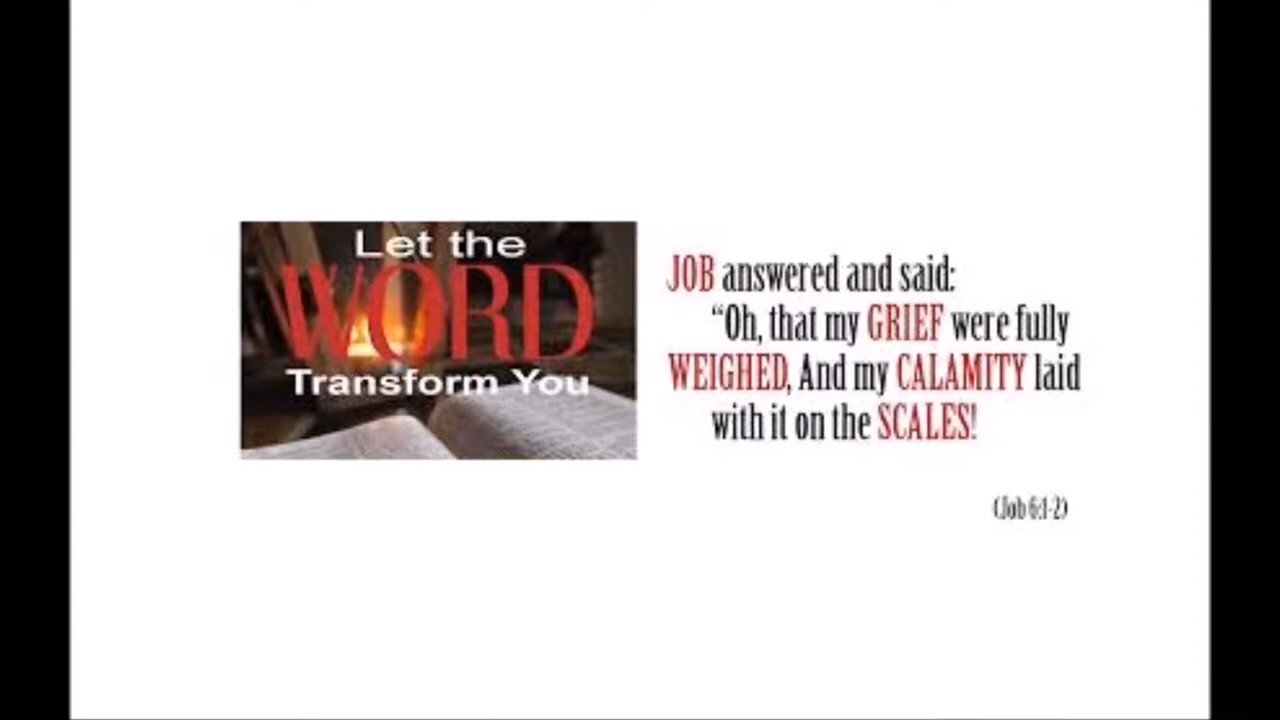 Let the
WORD
Transform You
JOB answered and said:
“Oh, that my GRIEF were fully
WEIGHED, And my CALAMITY laid
with it on the SCALES!
(Job 6:1-2)